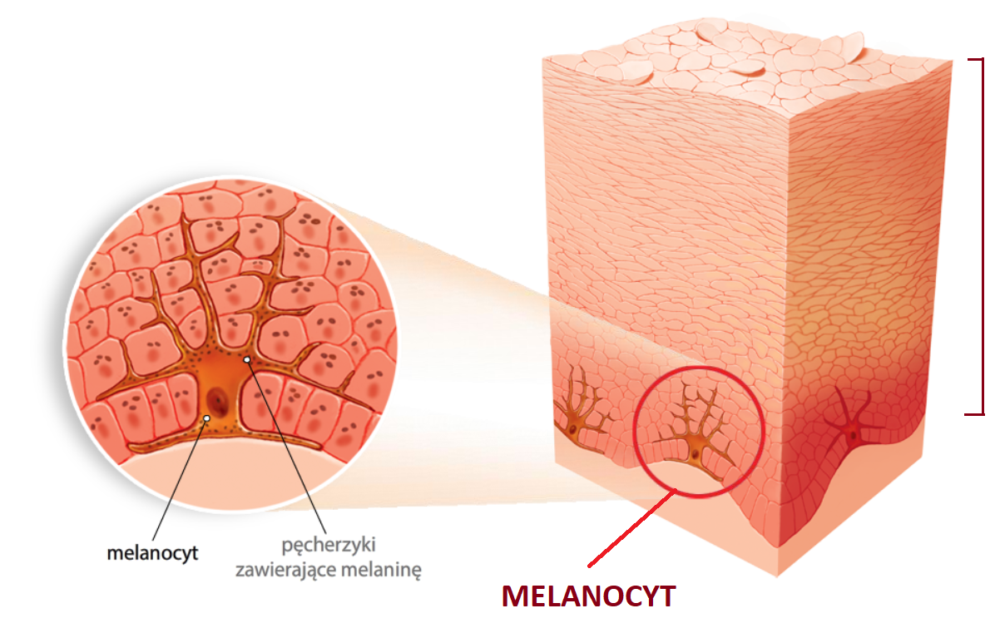 melanocyt
pęcherzyki
zawierające melaninę
MELANOCYT